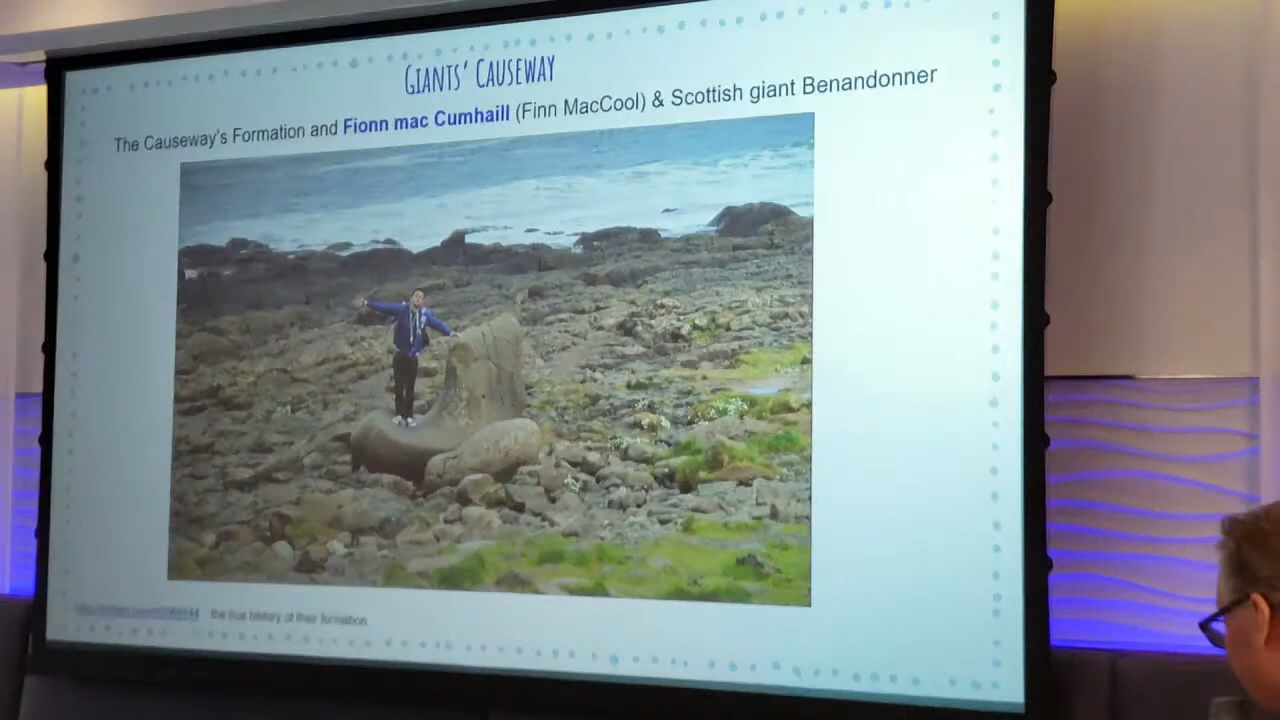 GIANTS' CAUSEWAY
The Causeway's Formation and Fionn mac Cumhaill (Finn MacCool) & Scottish giant Benandonner
the true history of their formation